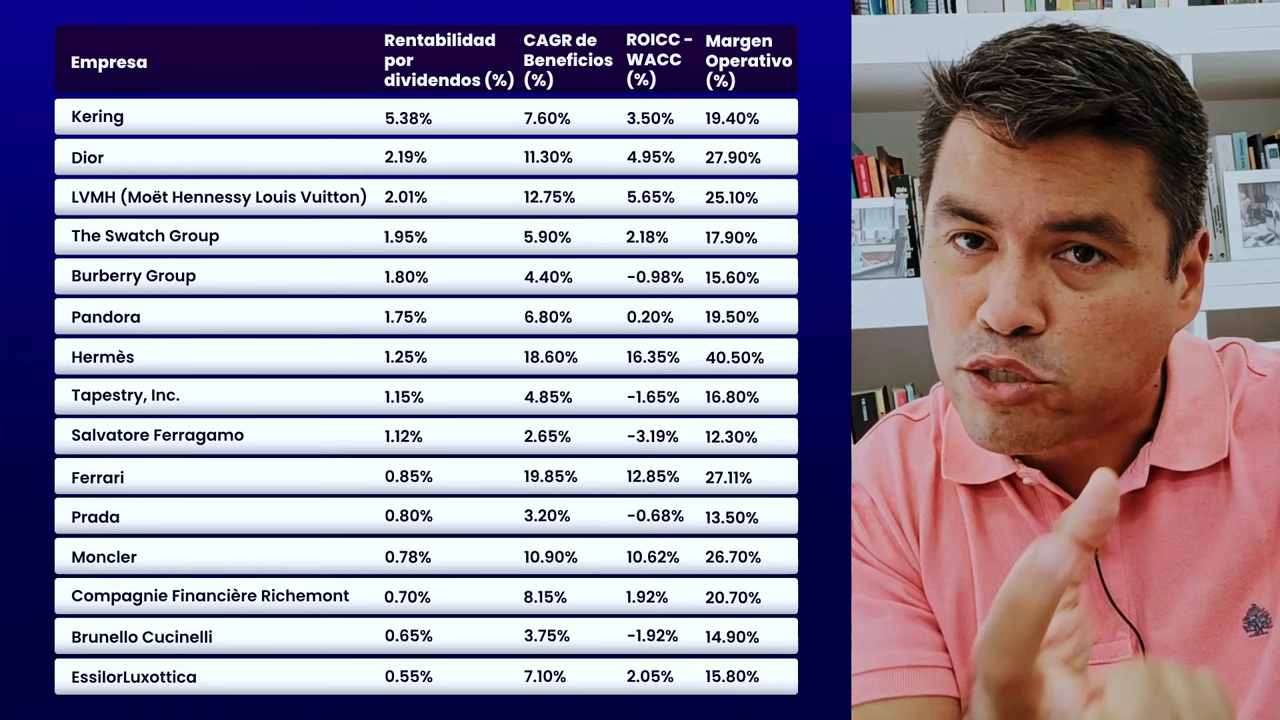 Empresa
Rentabilidad
por
dividendos (%)
CAGR de
Beneficios
(%)
ROICC -
WACC
(%)
Margen
Operativo
(%)
Kering 5.38% 7.60% 3.50% 19.40%
Dior 2.19% 11.30% 4.95% 27.90%
LVMH (Moët Hennessy Louis Vuitton) 2.01% 12.75% 5.65% 25.10%
The Swatch Group 1.95% 5.90% 2.18% 17.90%
Burberry Group 1.80% 4.40% -0.98% 15.60%
Pandora 1.75% 6.80% 0.20% 19.50%
Hermès 1.25% 18.60% 16.35% 40.50%
Tapestry, Inc. 1.15% 4.85% -1.65% 16.80%
Salvatore Ferragamo 1.12% 2.65% -3.19% 12.30%
Ferrari 0.85% 19.85% 12.85% 27.11%
Prada 0.80% 3.20% -0.68% 13.50%
Moncler 0.78% 10.90% 10.62% 26.70%
Compagnie Financière Richemont 0.70% 8.15% 1.92% 20.70%
Brunello Cucinelli 0.65% 3.75% -1.92% 14.90%
EssilorLuxottica 0.55% 7.10% 2.05% 15.80%